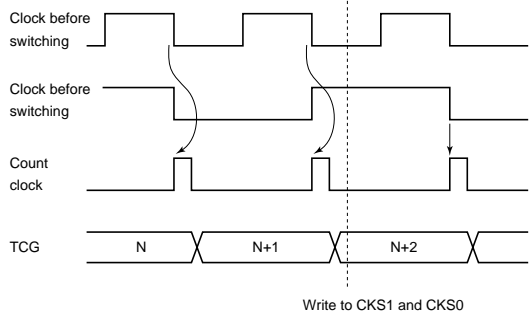 Clock before
switching
Clock before
switching
Count
clock
TCG N N+1 N+2
Write to CKS1 and CKS0